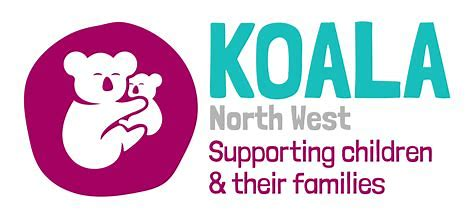 KOALA
North West
Supporting children
& their families